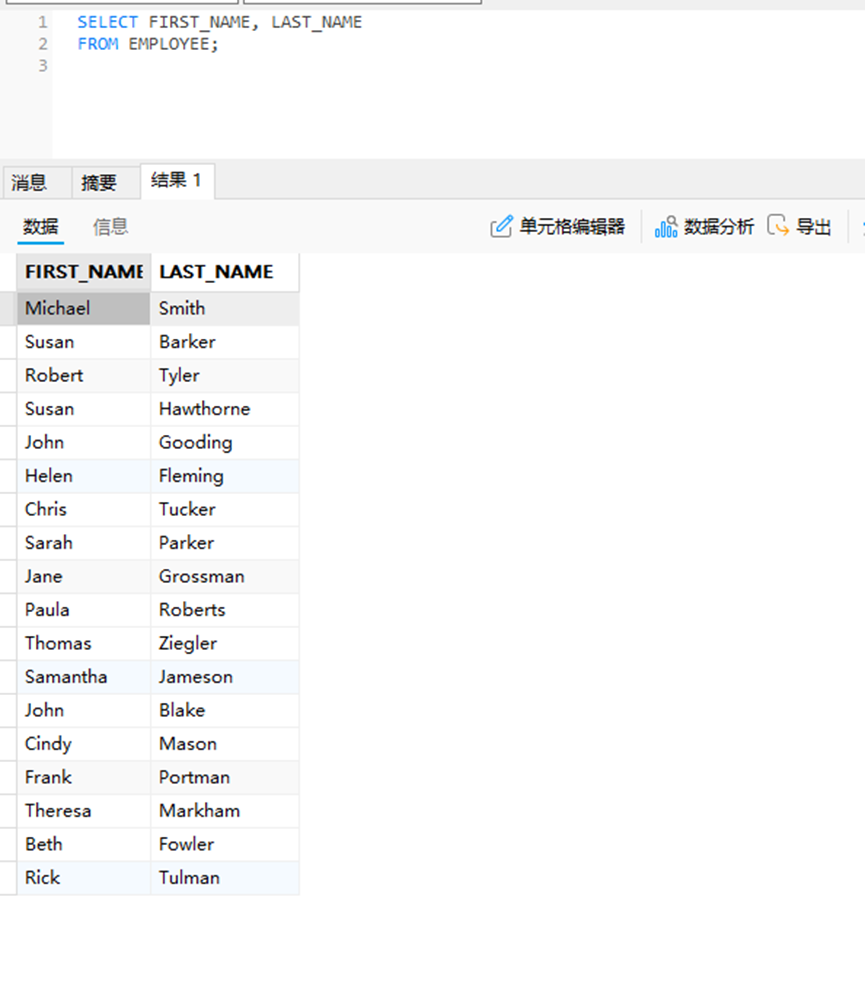 1 SELECT FIRST_NAME, LAST_NAME
2 FROM EMPLOYEE;
3
消息 摘要 结果 1
数据 信息 单元格编辑器 数据分析 导出
FIRST_NAME LAST_NAME
Michael Smith
Susan Barker
Robert Tyler
Susan Hawthorne
John Gooding
Helen Fleming
Chris Tucker
Sarah Parker
Jane Grossman
Paula Roberts
Thomas Ziegler
Samantha Jameson
John Blake
Cindy Mason
Frank Portman
Theresa Markham
Beth Fowler
Rick Tulman